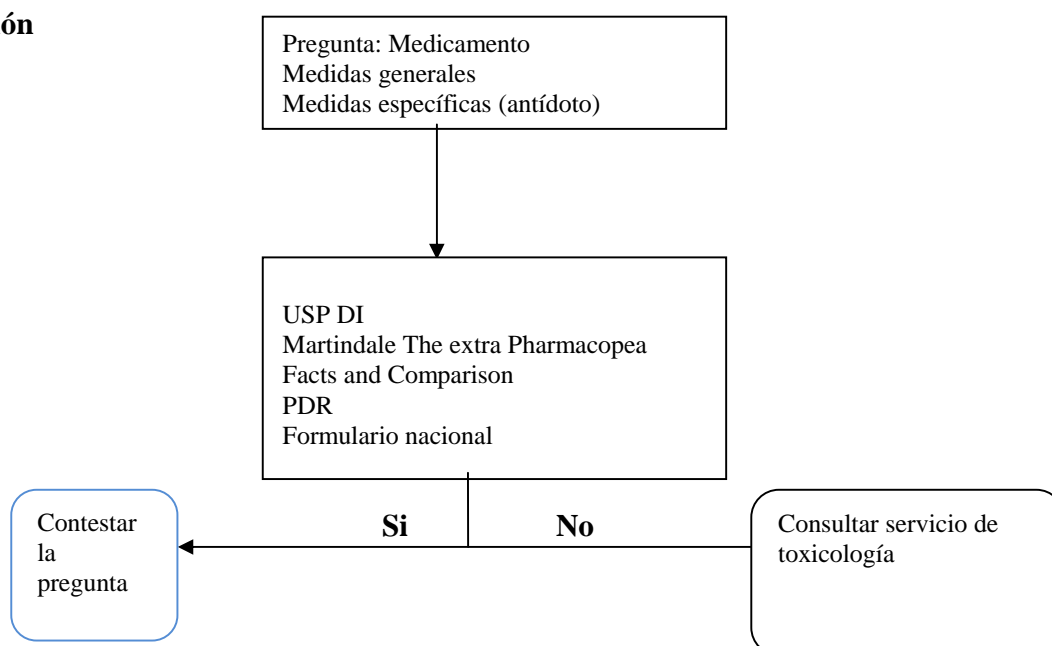 ón
Pregunta: Medicamento
Medidas generales
Medidas específicas (antídoto)
USP DI
Martindale The extra Pharmacopea
Facts and Comparison
PDR
Formulario nacional
Si
No
Contestar
la
pregunta
Consultar servicio de
toxicología